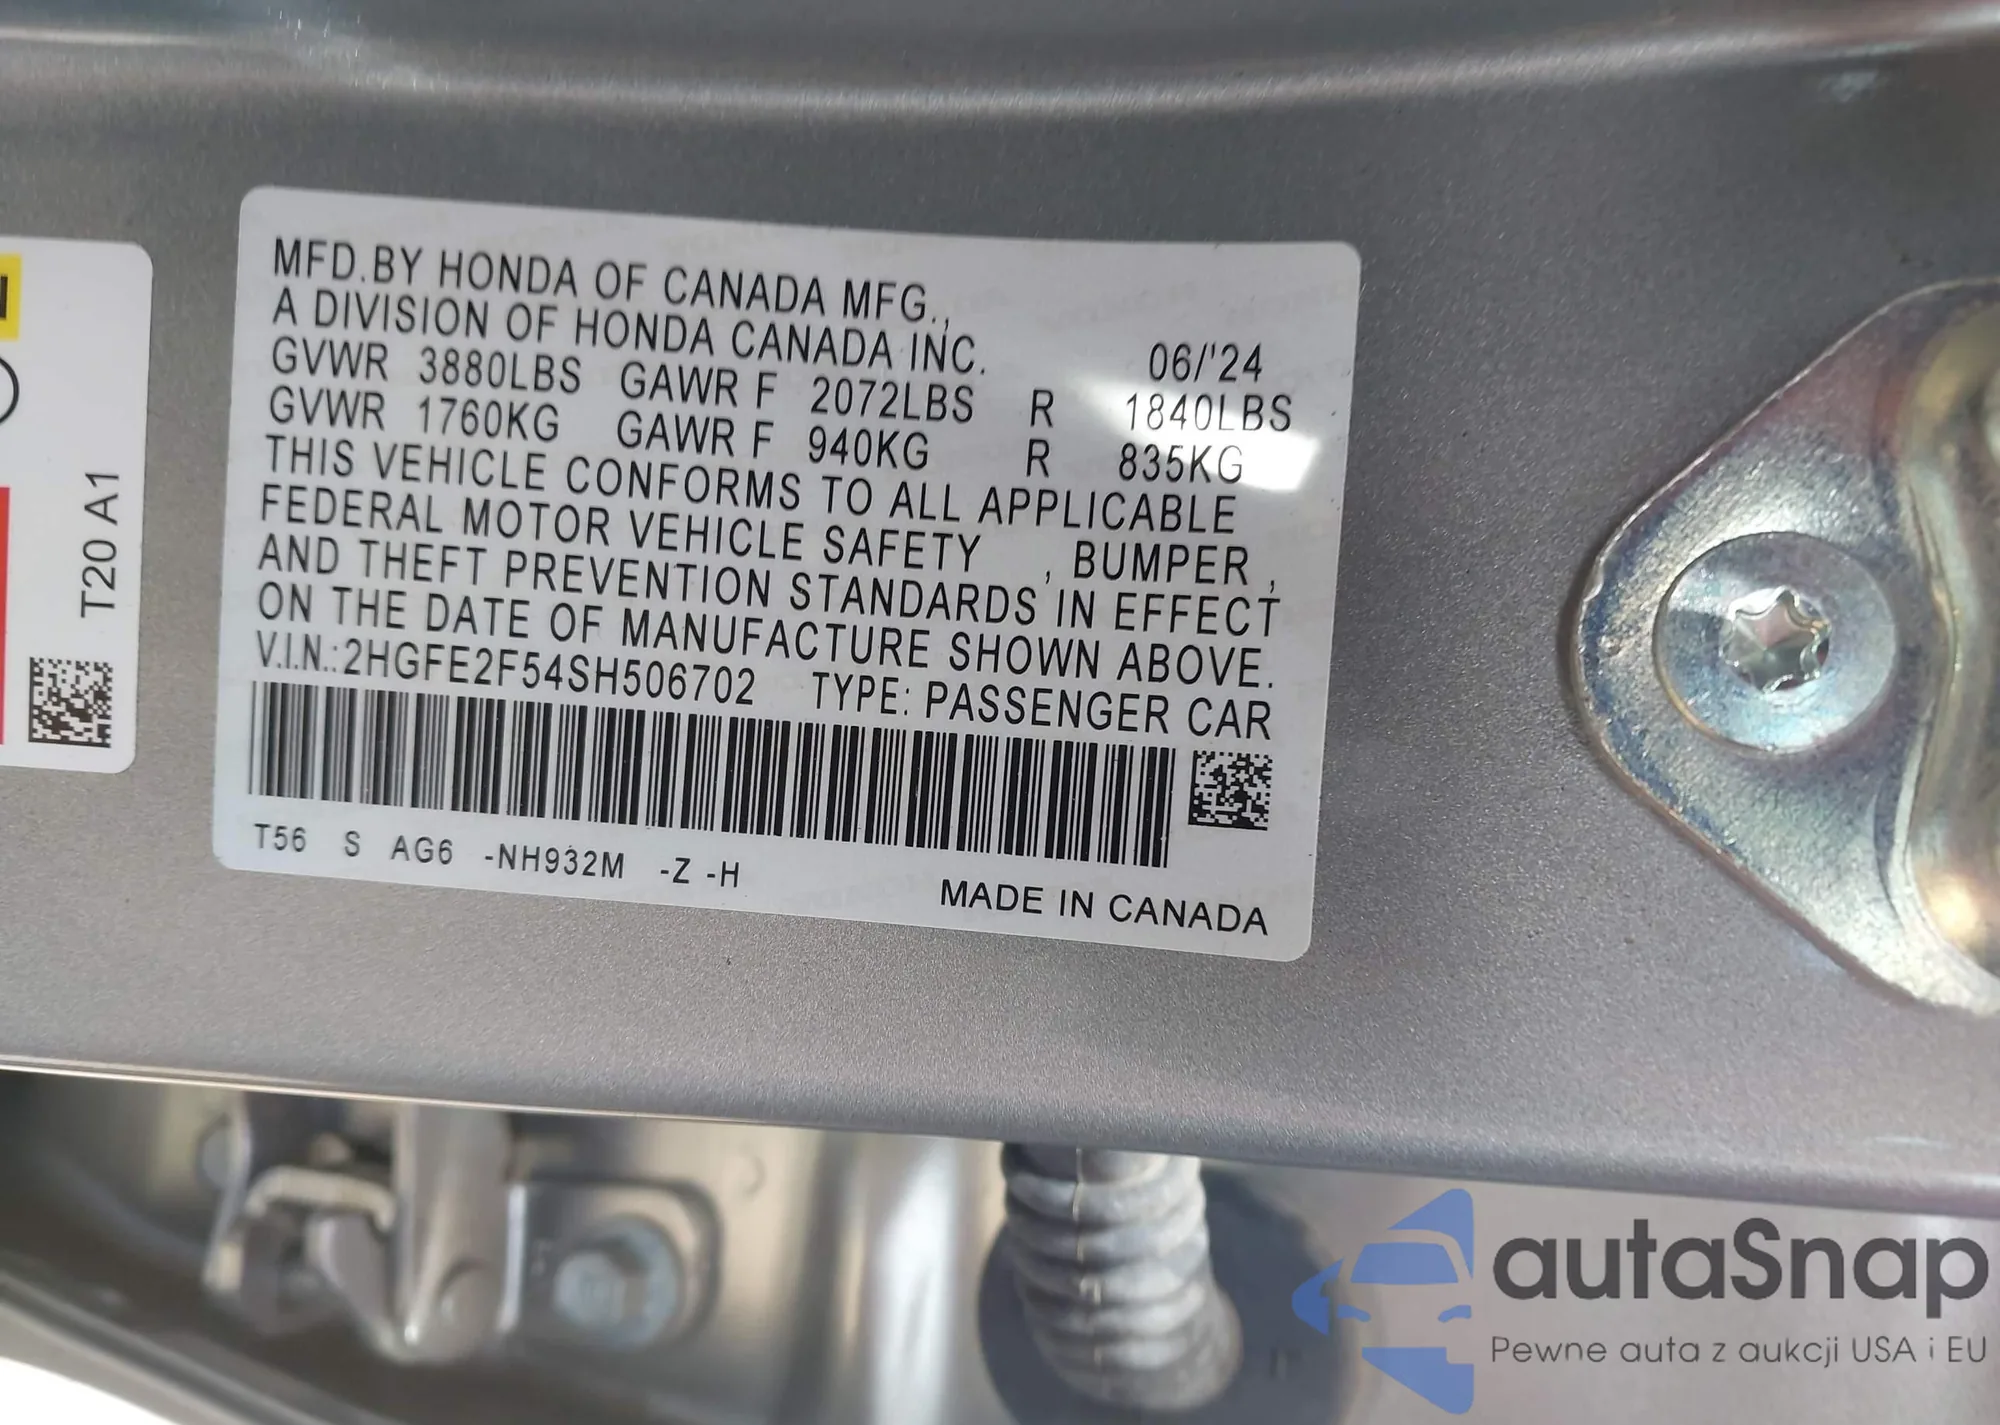 MFD.BY HONDA OF CANADA MFG.,
A DIVISION OF HONDA CANADA INC. 06/'24
GVWR 3880LBS GAWR F 2072LBS R 1840LBS
GVWR 1760KG GAWR F 940KG R 835KG
THIS VEHICLE CONFORMS TO ALL APPLICABLE
FEDERAL MOTOR VEHICLE SAFETY , BUMPER ,
AND THEFT PREVENTION STANDARDS IN EFFECT
ON THE DATE OF MANUFACTURE SHOWN ABOVE.
V.I.N.:2HGFE2F54SH506702 TYPE: PASSENGER CAR
T56 S AG6 -NH932M -Z -H
MADE IN CANADA
T20 A1
autaSnap
Pewne auta z aukcji USA i EU